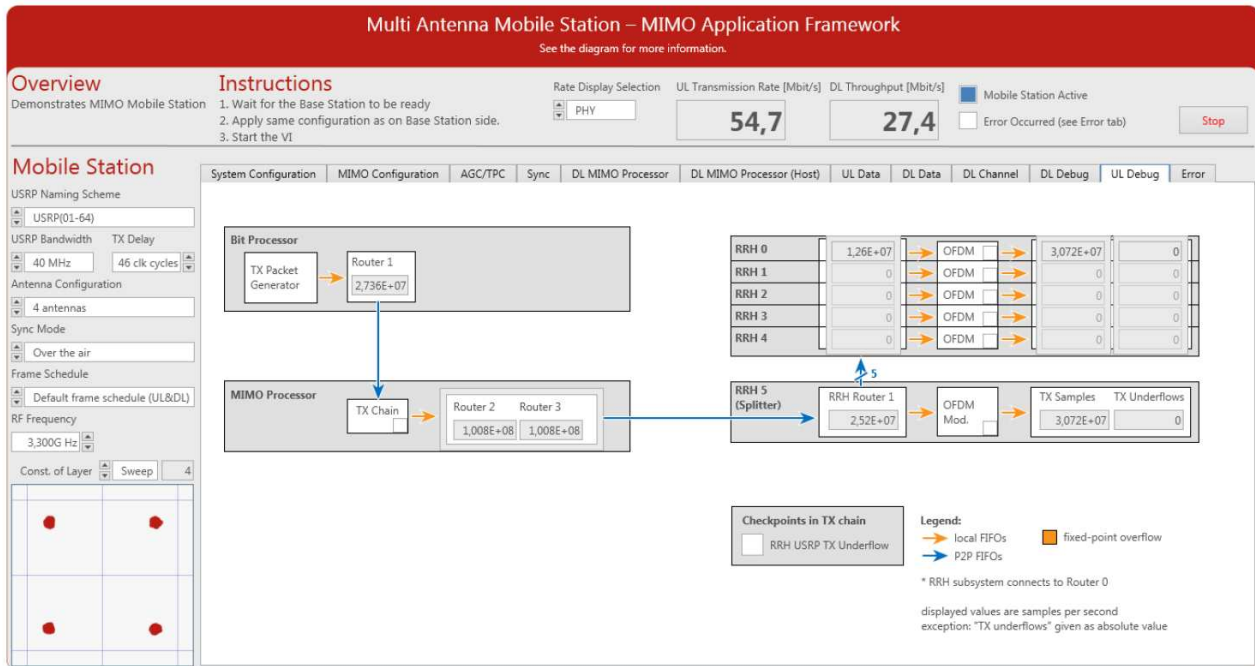 Multi Antenna Mobile Station – MIMO Application Framework
See the diagram for more information.
Overview
Demonstrates MIMO Mobile Station
Instructions
1. Wait for the Base Station to be ready
2. Apply same configuration as on Base Station side.
3. Start the VI
Rate Display Selection
PHY
UL Transmission Rate [Mbit/s]
54,7
DL Throughput [Mbit/s]
27,4
Mobile Station Active
Error Occurred (see Error tab)
Stop
Mobile Station
USRP Naming Scheme
USRP(01-64)
USRP Bandwidth TX Delay
40 MHz 46 clk cycles
Antenna Configuration
4 antennas
Sync Mode
Over the air
Frame Schedule
Default frame schedule (UL&DL)
RF Frequency
3,300G Hz
Const. of Layer Sweep 4
System Configuration MIMO Configuration AGC/TPC Sync DL MIMO Processor DL MIMO Processor (Host) UL Data DL Data DL Channel DL Debug UL Debug Error
Bit Processor
TX Packet
Generator
Router 1
2,736E+07
MIMO Processor
TX Chain
Router 2 Router 3
1,008E+08 1,008E+08
RRH 0 1,26E+07 OFDM 3,072E+07 0
RRH 1 0 OFDM 0 0
RRH 2 0 OFDM 0 0
RRH 3 0 OFDM 0 0
RRH 4 0 OFDM 0 0
5
RRH 5
(Splitter)
RRH Router 1
2,52E+07
OFDM
Mod.
TX Samples TX Underflows
3,072E+07 0
Checkpoints in TX chain
RRH USRP TX Underflow
Legend:
local FIFOs
P2P FIFOs
fixed-point overflow
* RRH subsystem connects to Router 0
displayed values are samples per second
exception: "TX underflows" given as absolute value